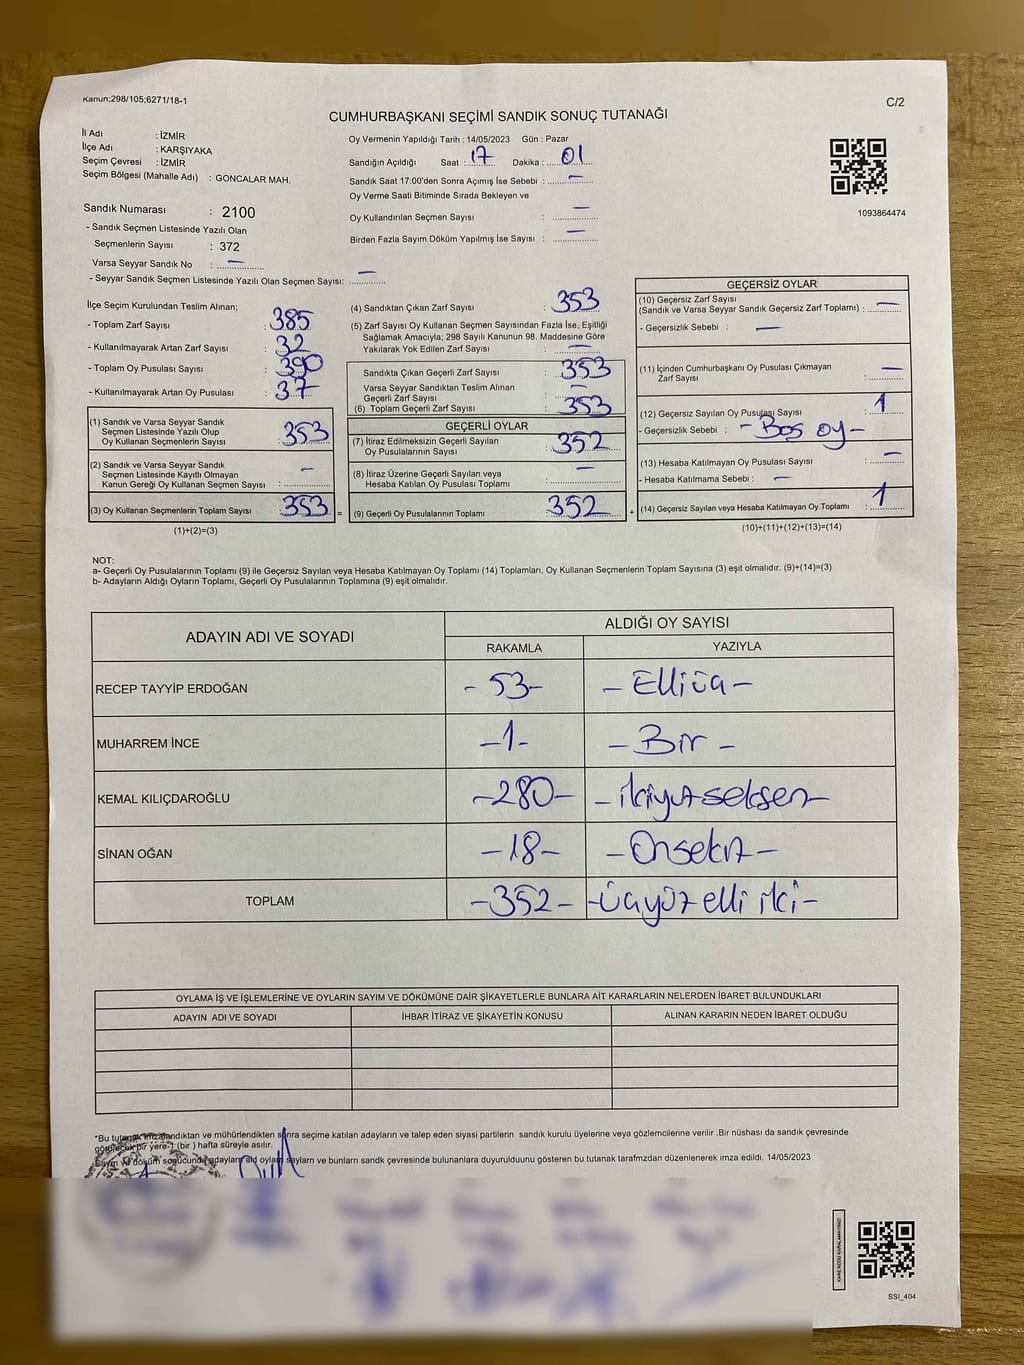 Kanun;298/105;6271/18-1
C/2
CUMHURBAŞKANI SEÇİMİ SANDIK SONUÇ TUTANAĞI
İl Adı : İZMİR
İlçe Adı : KARŞIYAKA
Seçim Çevresi : İZMİR
Seçim Bölgesi (Mahalle Adı) : GONCALAR MAH.
Oy Vermenin Yapıldığı Tarih : 14/05/2023 Gün : Pazar
Sandığın Açıldığı Saat : 17 Dakika : 01
Sandık Saat 17:00'den Sonra Açımış İse Sebebi : —
Oy Verme Saati Bitiminde Sırada Bekleyen ve
Oy Kullandırılan Seçmen Sayısı : —
Birden Fazla Sayım Döküm Yapılmış İse Sayısı : —
1093864474
Sandık Numarası : 2100
- Sandık Seçmen Listesinde Yazılı Olan
Seçmenlerin Sayısı : 372
Varsa Seyyar Sandık No : —
- Seyyar Sandık Seçmen Listesinde Yazılı Olan Seçmen Sayısı: —
İlçe Seçim Kurulundan Teslim Alınan;
- Toplam Zarf Sayısı : 385
- Kullanılmayarak Artan Zarf Sayısı : 32
- Toplam Oy Pusulası Sayısı : 390
- Kullanılmayarak Artan Oy Pusulası : 37
(1) Sandık ve Varsa Seyyar Sandık
Seçmen Listesinde Yazılı Olup
Oy Kullanan Seçmenlerin Sayısı : 353
(2) Sandık ve Varsa Seyyar Sandık
Seçmen Listesinde Kayıtlı Olmayan
Kanun Gereği Oy Kullanan Seçmen Sayısı : —
(3) Oy Kullanan Seçmenlerin Toplam Sayısı : 353
(1)+(2)=(3)
=
(4) Sandıktan Çıkan Zarf Sayısı : 353
(5) Zarf Sayısı Oy Kullanan Seçmen Sayısından Fazla İse, Eşitliği
Sağlamak Amacıyla; 298 Sayılı Kanunun 98. Maddesine Göre
Yakılarak Yok Edilen Zarf Sayısı : —
Sandıkta Çıkan Geçerli Zarf Sayısı : 353
Varsa Seyyar Sandıktan Teslim Alınan
Geçerli Zarf Sayısı : —
(6) Toplam Geçerli Zarf Sayısı : 353
GEÇERLİ OYLAR
(7) İtiraz Edilmeksizin Geçerli Sayılan
Oy Pusulalarının Sayısı : 352
(8) İtiraz Üzerine Geçerli Sayılan veya
Hesaba Katılan Oy Pusulası Toplamı : —
(9) Geçerli Oy Pusulalarının Toplamı : 352
+
GEÇERSİZ OYLAR
(10) Geçersiz Zarf Sayısı
(Sandık ve Varsa Seyyar Sandık Geçersiz Zarf Toplamı) : —
- Geçersizlik Sebebi : —
(11) İçinden Cumhurbaşkanı Oy Pusulası Çıkmayan
Zarf Sayısı : —
(12) Geçersiz Sayılan Oy Pusulası Sayısı : 1
- Geçersizlik Sebebi : - Boş oy -
(13) Hesaba Katılmayan Oy Pusulası Sayısı : —
- Hesaba Katılmama Sebebi : —
(14) Geçersiz Sayılan veya Hesaba Katılmayan Oy Toplamı : 1
(10)+(11)+(12)+(13)=(14)
NOT:
a- Geçerli Oy Pusulalarının Toplamı (9) ile Geçersiz Sayılan veya Hesaba Katılmayan Oy Toplamı (14) Toplamları, Oy Kullanan Seçmenlerin Toplam Sayısına (3) eşit olmalıdır. (9)+(14)=(3)
b- Adayların Aldığı Oyların Toplamı, Geçerli Oy Pusulalarının Toplamına (9) eşit olmalıdır.
ADAYIN ADI VE SOYADI ALDIĞI OY SAYISI
RAKAMLA YAZIYLA
RECEP TAYYİP ERDOĞAN - 53 - - Elliüç -
MUHARREM İNCE - 1 - - Bir -
KEMAL KILIÇDAROĞLU - 280 - - ikiyüzseksen -
SİNAN OĞAN - 18 - - Onsekiz -
TOPLAM - 352 - - Üçyüz elli iki -
OYLAMA İŞ VE İŞLEMLERİNE VE OYLARIN SAYIM VE DÖKÜMÜNE DAİR ŞİKAYETLERLE BUNLARA AİT KARARLARIN NELERDEN İBARET BULUNDUKLARI
ADAYIN ADI VE SOYADI İHBAR İTİRAZ VE ŞİKAYETİN KONUSU ALINAN KARARIN NEDEN İBARET OLDUĞU
*Bu tutanak imzalandıktan ve mühürlendikten sonra seçime katılan adayların ve talep eden siyasi partilerin sandık kurulu üyelerine veya gözlemcilerine verilir .Bir nüshası da sandık çevresinde
görülecek bir yere 1 (bir ) hafta süreyle asılır.
Sayım ve döküm sonucunda adayların oyların sayıların ve bunların sandk çevresinde bulunanlara duyurulduunu gösteren bu tutanak tarafmzdan düzenlenerek imza edildi. 14/05/2023
SSI_404